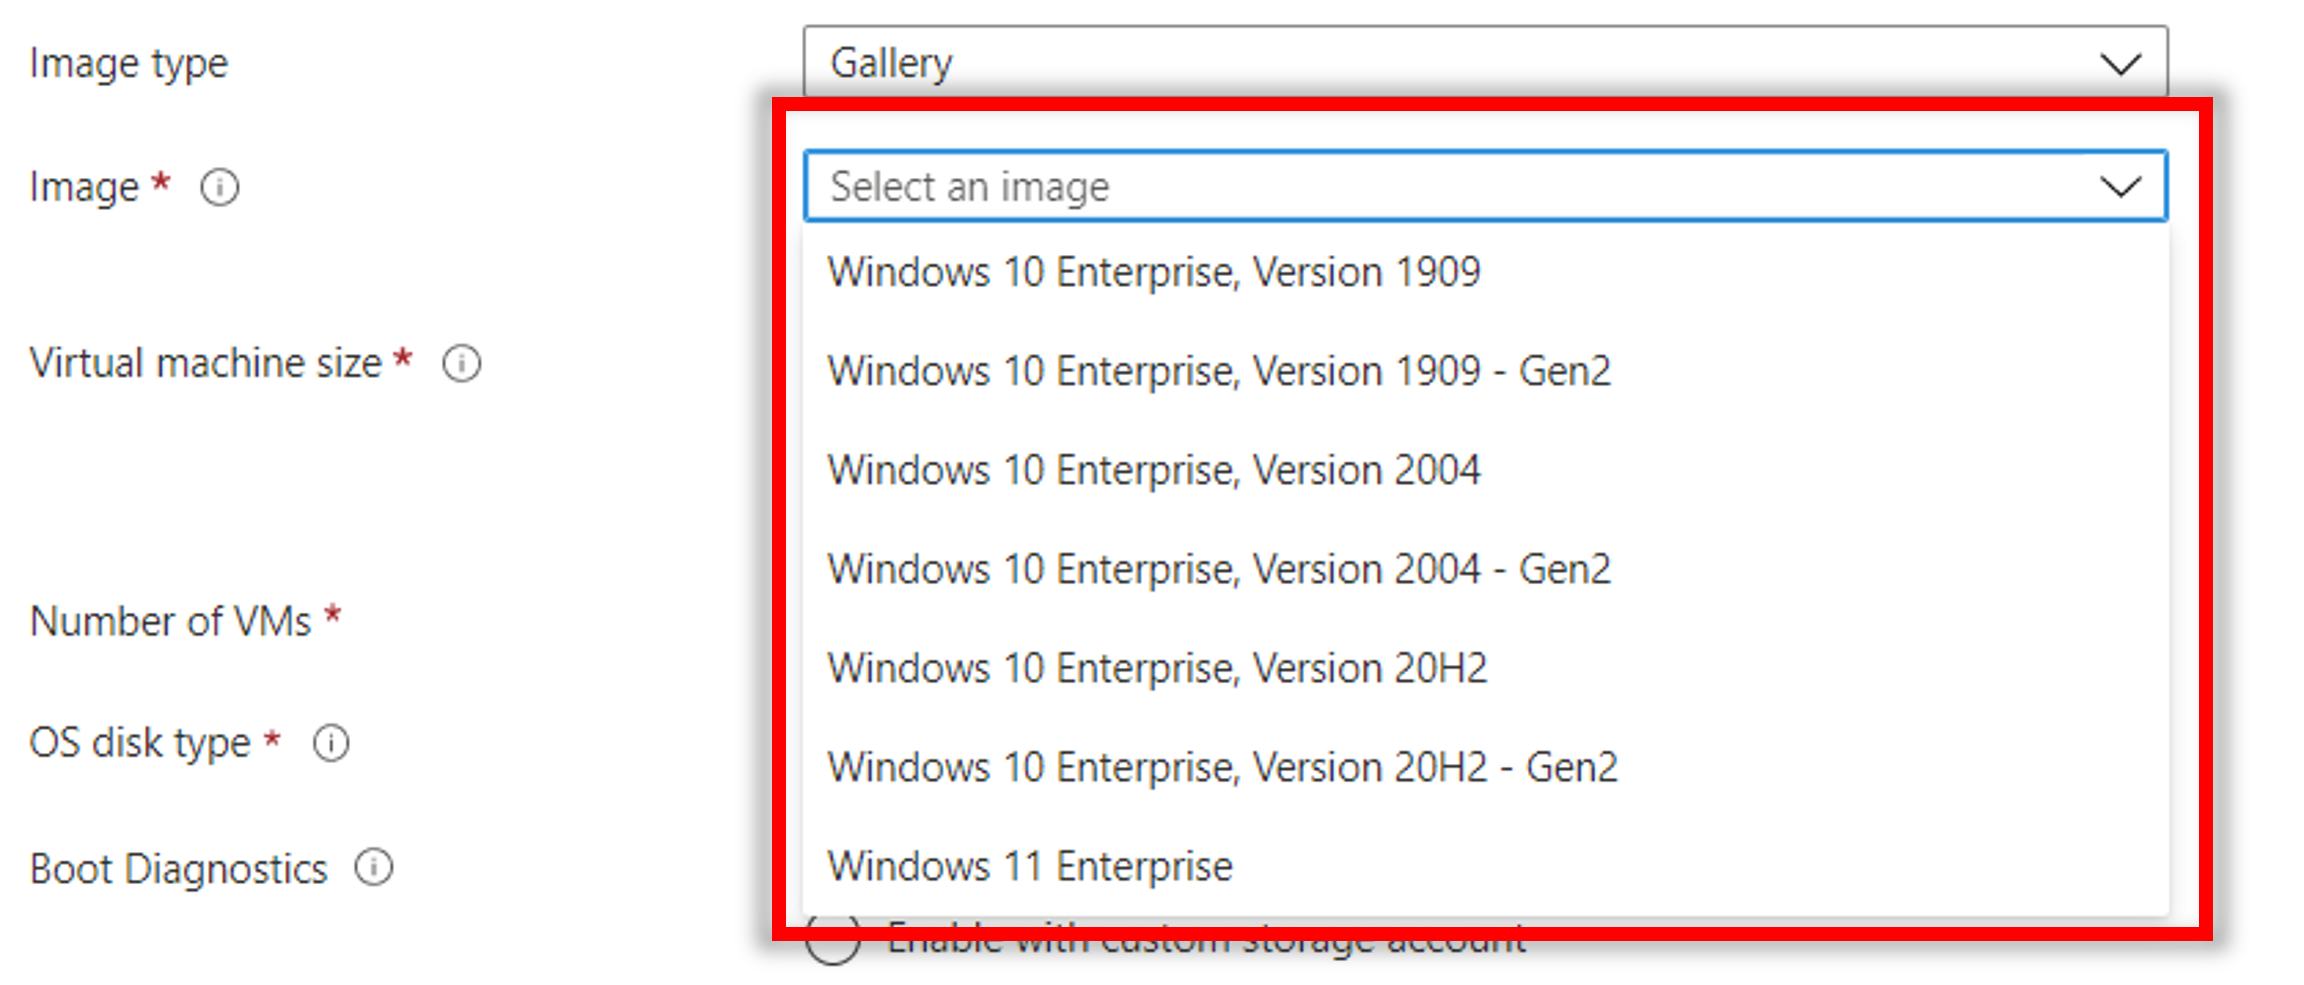 Image type
Gallery
Image *
Select an image
Windows 10 Enterprise, Version 1909
Windows 10 Enterprise, Version 1909 - Gen2
Virtual machine size *
Windows 10 Enterprise, Version 2004
Windows 10 Enterprise, Version 2004 - Gen2
Number of VMs *
Windows 10 Enterprise, Version 20H2
OS disk type *
Windows 10 Enterprise, Version 20H2 - Gen2
Boot Diagnostics
Windows 11 Enterprise
Enable with custom storage account